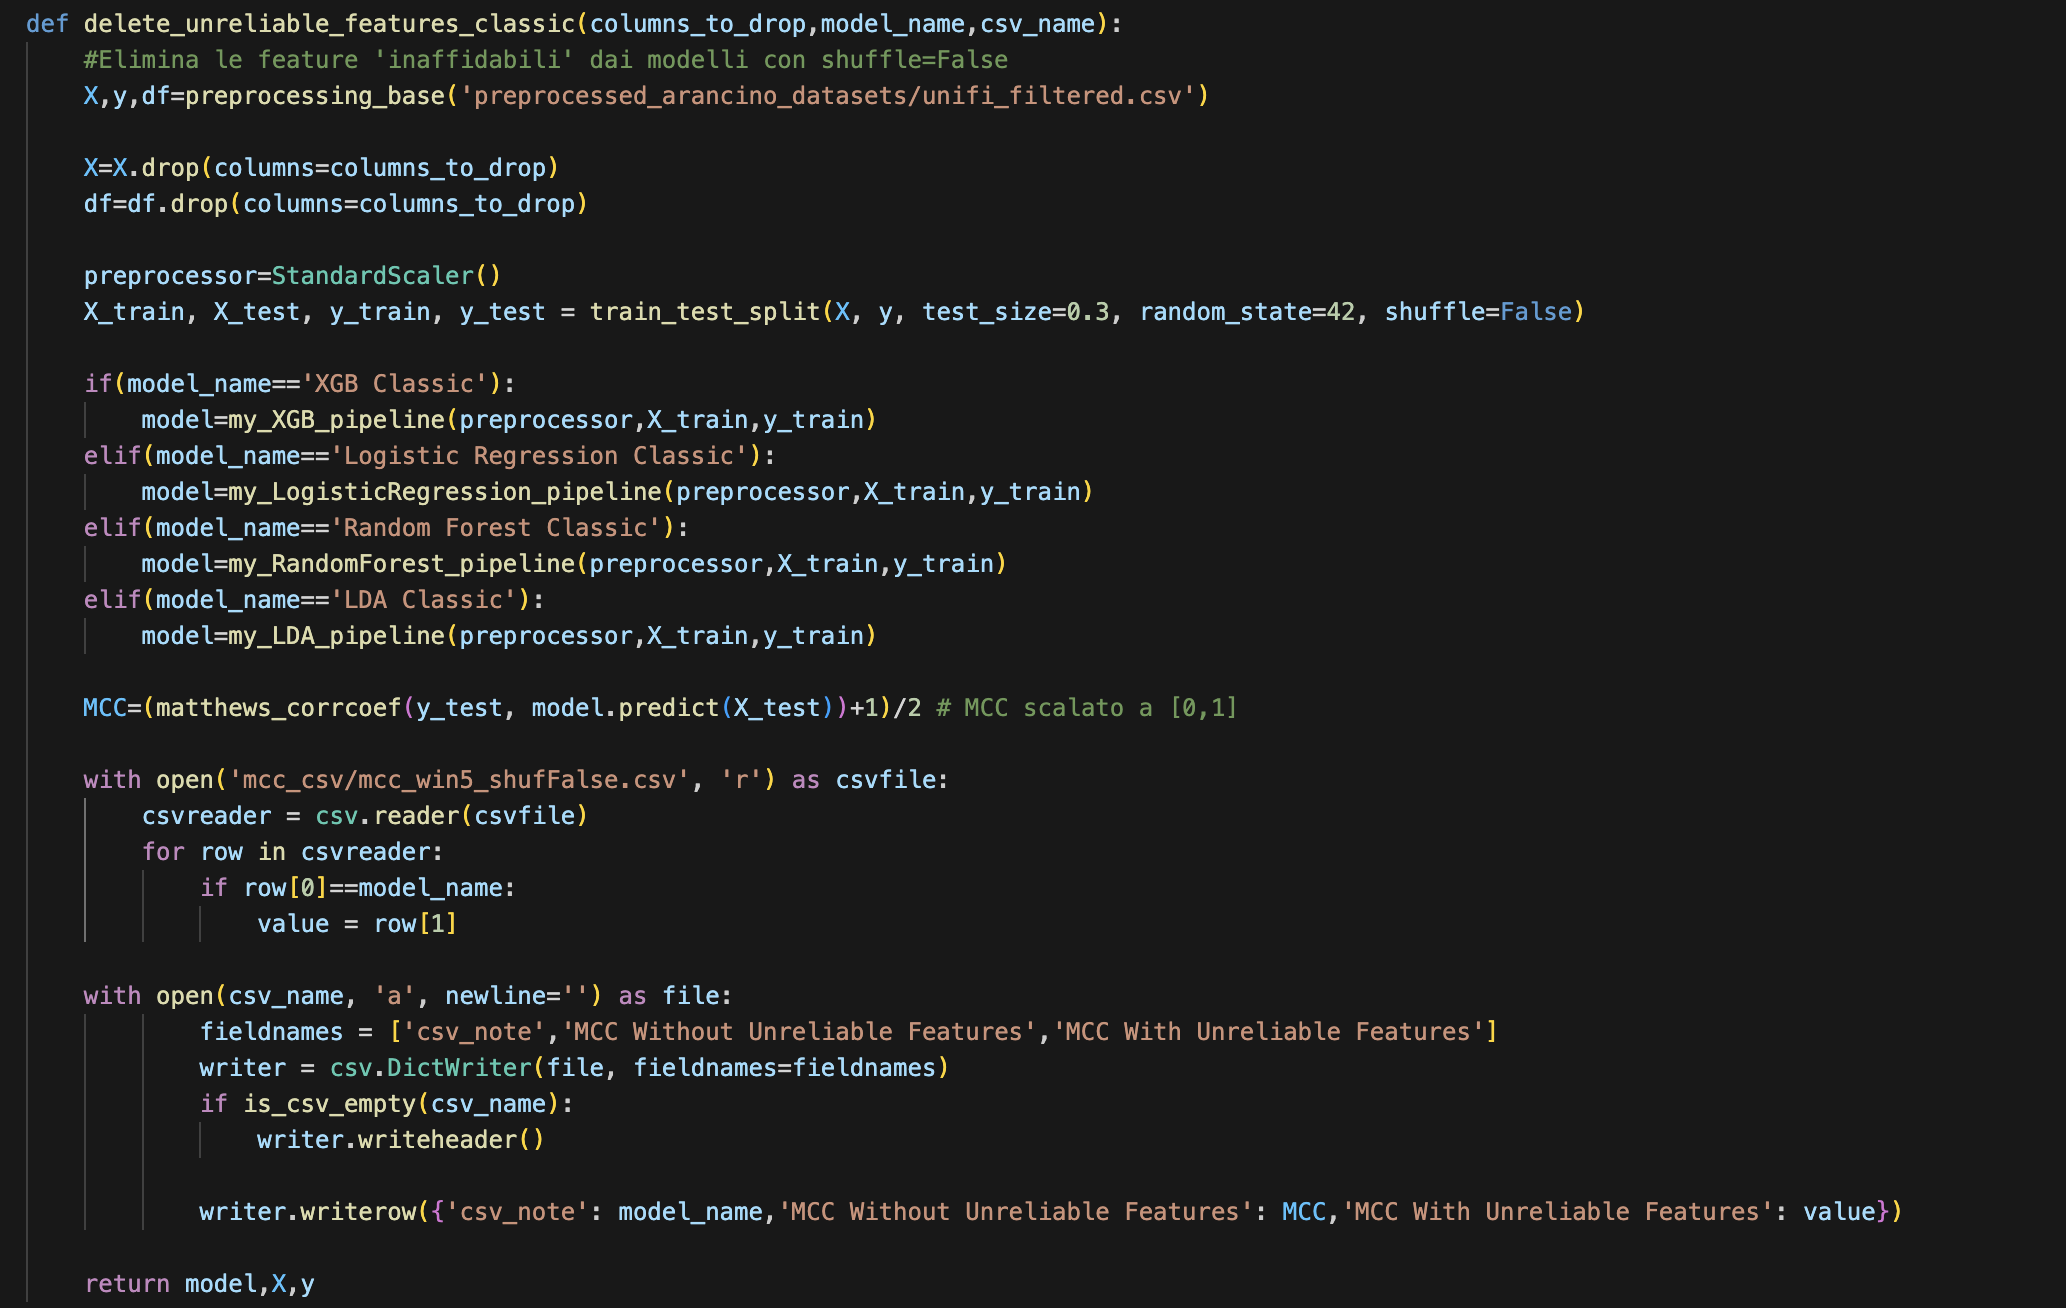 def delete_unreliable_features_classic(columns_to_drop,model_name,csv_name):
    #Elimina le feature 'inaffidabili' dai modelli con shuffle=False
    X,y,df=preprocessing_base('preprocessed_arancino_datasets/unifi_filtered.csv')

    X=X.drop(columns=columns_to_drop)
    df=df.drop(columns=columns_to_drop)

    preprocessor=StandardScaler()
    X_train, X_test, y_train, y_test = train_test_split(X, y, test_size=0.3, random_state=42, shuffle=False)

    if(model_name=='XGB Classic'):
        model=my_XGB_pipeline(preprocessor,X_train,y_train)
    elif(model_name=='Logistic Regression Classic'):
        model=my_LogisticRegression_pipeline(preprocessor,X_train,y_train)
    elif(model_name=='Random Forest Classic'):
        model=my_RandomForest_pipeline(preprocessor,X_train,y_train)
    elif(model_name=='LDA Classic'):
        model=my_LDA_pipeline(preprocessor,X_train,y_train)

    MCC=(matthews_corrcoef(y_test, model.predict(X_test))+1)/2 # MCC scalato a [0,1]

    with open('mcc_csv/mcc_win5_shufFalse.csv', 'r') as csvfile:
        csvreader = csv.reader(csvfile)
        for row in csvreader:
            if row[0]==model_name:
                value = row[1]

    with open(csv_name, 'a', newline='') as file:
            fieldnames = ['csv_note','MCC Without Unreliable Features','MCC With Unreliable Features']
            writer = csv.DictWriter(file, fieldnames=fieldnames)
            if is_csv_empty(csv_name):
                writer.writeheader()

            writer.writerow({'csv_note': model_name,'MCC Without Unreliable Features': MCC,'MCC With Unreliable Features': value})

    return model,X,y